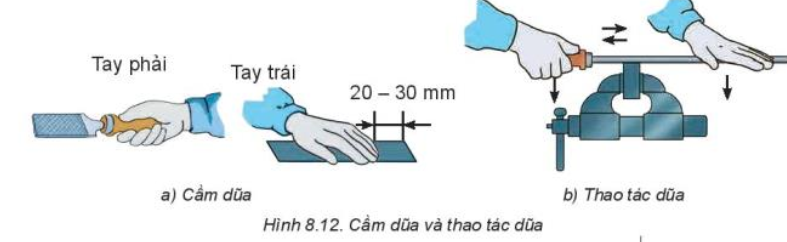 Tay phải
Tay trái
20 – 30 mm
a) Cầm dũa
b) Thao tác dũa
Hình 8.12. Cầm dũa và thao tác dũa